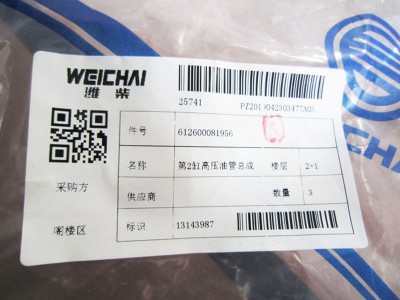 WEICHAI
潍柴
25741
件号 612600081956
名称 第2缸高压油管总成 楼层 2+1
采购方
供应商 数量 3
阁楼区 标识 13143987
WEICHAI